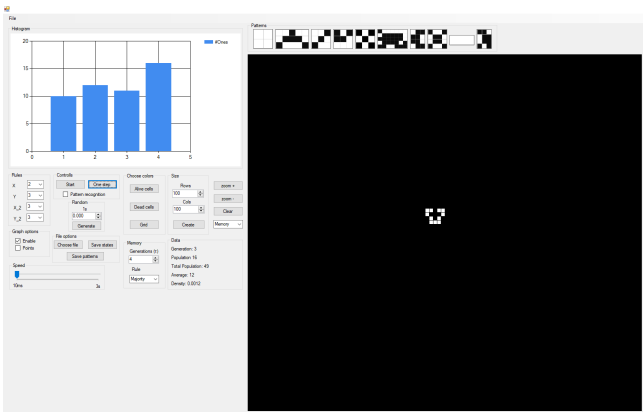 File
Histogram
Patterns
20
15
10
5
0
0 1 2 3 4 5
#Ones
Rules
X 2
Y 3
X_2 3
Y_2 3
Controlls
Start One step
Pattern recognition
Random
1s
0.000
Generate
Choose colors
Alive cells
Dead cells
Grid
Size
Rows
100
Cols
100
Create
zoom +
zoom -
Clear
Memory
Graph options
Enable
Points
File options
Choose file Save states
Save patterns
Memory
Generations (τ)
4
Rule
Majority
Data
Generation: 3
Population 16
Total Population: 49
Average: 12
Density: 0.0012
Speed
10ms 3s